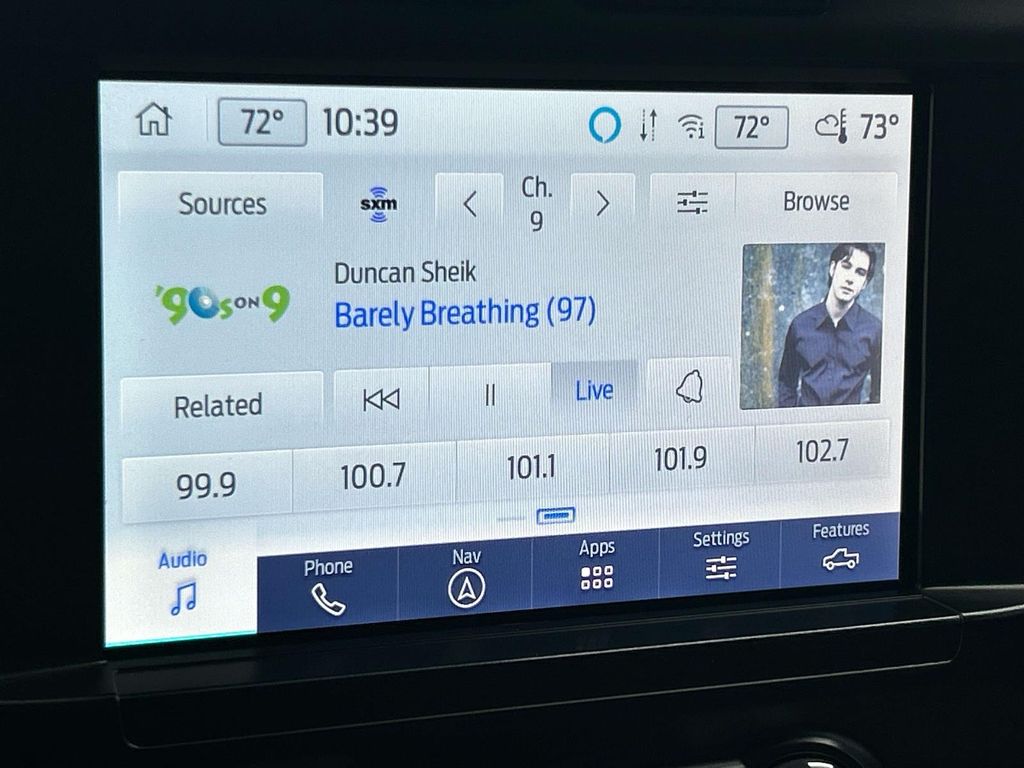 72° 10:39 72° 73°
Sources sxm Ch. 9 Browse
'90s ON 9
Duncan Sheik
Barely Breathing (97)
Related Live
99.9 100.7 101.1 101.9 102.7
Audio Phone Nav Apps Settings Features